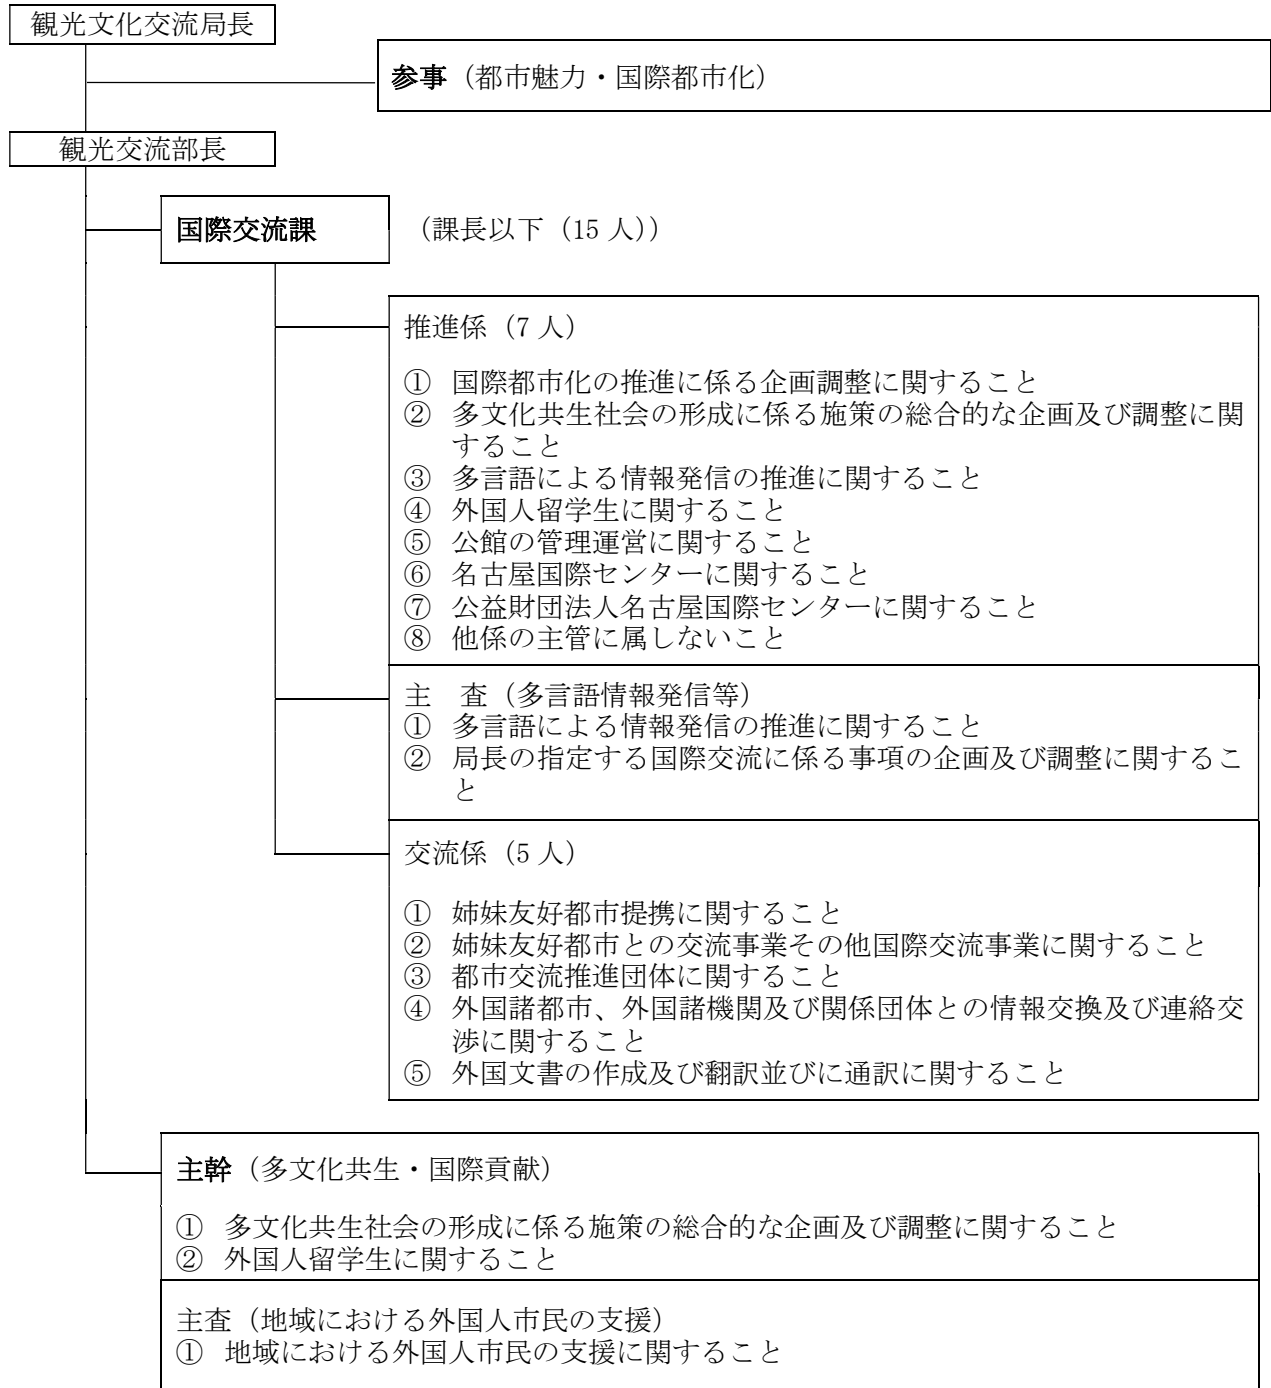 観光文化交流局長
参事（都市魅力・国際都市化）
観光交流部長
国際交流課 （課長以下（15 人））
推進係（7 人）
① 国際都市化の推進に係る企画調整に関すること
② 多文化共生社会の形成に係る施策の総合的な企画及び調整に関
すること
③ 多言語による情報発信の推進に関すること
④ 外国人留学生に関すること
⑤ 公館の管理運営に関すること
⑥ 名古屋国際センターに関すること
⑦ 公益財団法人名古屋国際センターに関すること
⑧ 他係の主管に属しないこと
主　査（多言語情報発信等）
① 多言語による情報発信の推進に関すること
② 局長の指定する国際交流に係る事項の企画及び調整に関するこ
と
交流係（5 人）
① 姉妹友好都市提携に関すること
② 姉妹友好都市との交流事業その他国際交流事業に関すること
③ 都市交流推進団体に関すること
④ 外国諸都市、外国諸機関及び関係団体との情報交換及び連絡交
渉に関すること
⑤ 外国文書の作成及び翻訳並びに通訳に関すること
主幹（多文化共生・国際貢献）
① 多文化共生社会の形成に係る施策の総合的な企画及び調整に関すること
② 外国人留学生に関すること
主査（地域における外国人市民の支援）
① 地域における外国人市民の支援に関すること